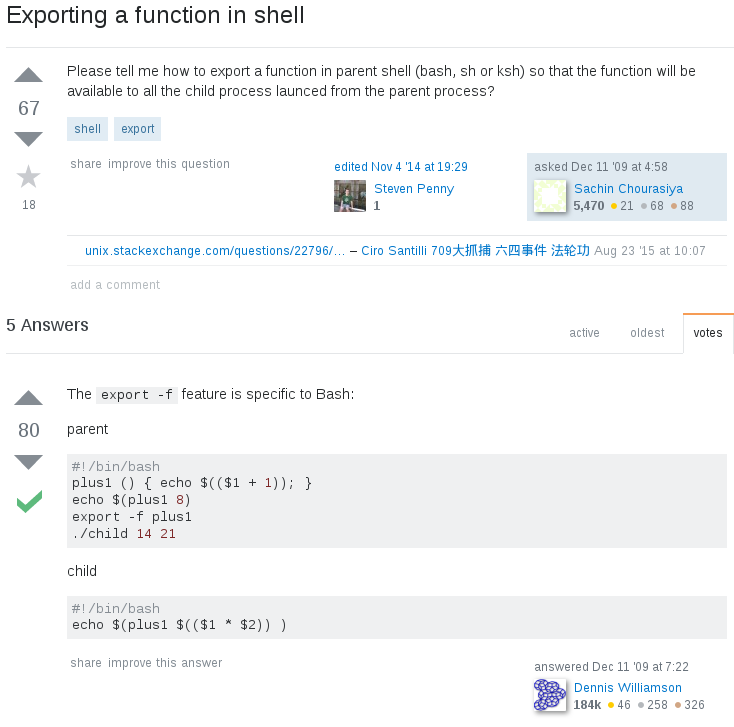 Exporting a function in shell
67
Please tell me how to export a function in parent shell (bash, sh or ksh) so that the function will be
available to all the child process launced from the parent process?
shell export
share improve this question
18
edited Nov 4 '14 at 19:29
Steven Penny
1
asked Dec 11 '09 at 4:58
Sachin Chourasiya
5,470 21 68 88
unix.stackexchange.com/questions/22796/… – Ciro Santilli 709大抓捕 六四事件 法轮功 Aug 23 '15 at 10:07
add a comment
5 Answers
active oldest votes
80
The export -f feature is specific to Bash:
parent
#!/bin/bash
plus1 () { echo $(($1 + 1)); }
echo $(plus1 8)
export -f plus1
./child 14 21
child
#!/bin/bash
echo $(plus1 $(($1 * $2)) )
share improve this answer
answered Dec 11 '09 at 7:22
Dennis Williamson
184k 46 258 326